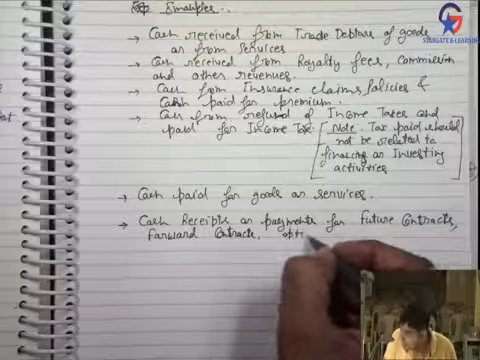 Examples..
→ Cash received from Trade Debtors of goods
or from services
→ Cash received from Royalty fees, Commission
and other revenues.
→ Cash from Insurance claims, policies &
Cash paid for premium.
→ Cash from refund of Income Taxes and
paid for Income Tax. [Note. Tax paid should
not be related to
financing or Investing
activities]
→ Cash paid for goods or services.
→ Cash Receipts or payments for future Contracts,
Forward Contracts, opti
STARGATE E-LEARNI